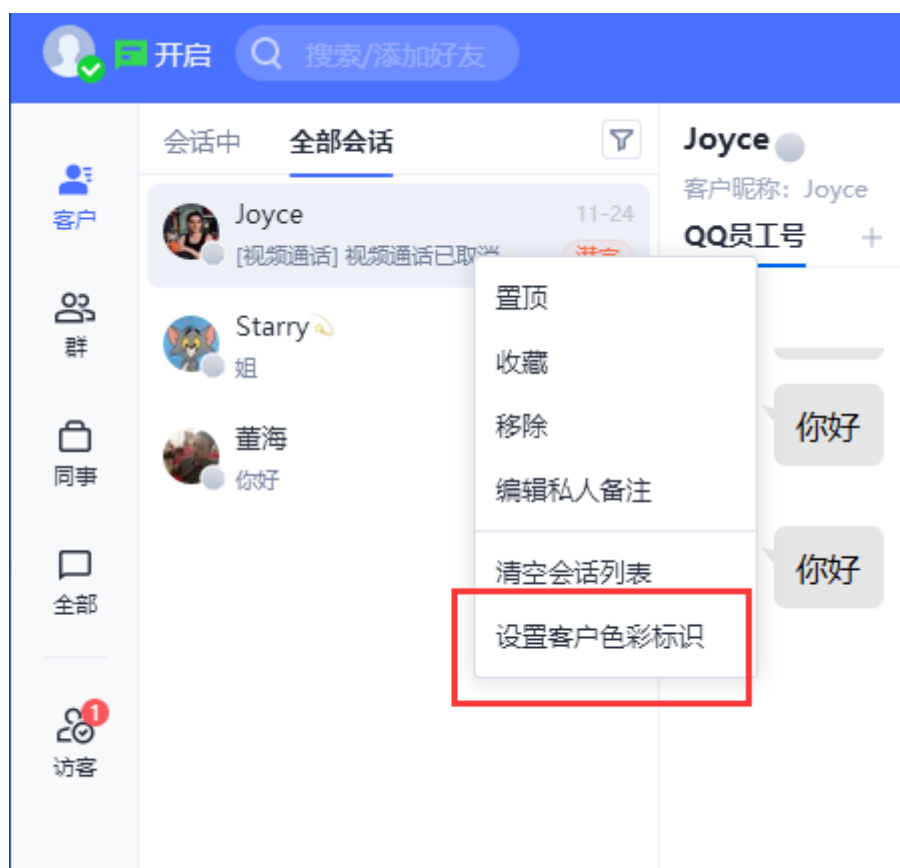 开启
搜索/添加好友
客户
群
同事
全部
1
访客
会话中 全部会话
Joyce 11-24
[视频通话] 视频通话已取消
Starry
姐
董海
你好
置顶
收藏
移除
编辑私人备注
清空会话列表
设置客户色彩标识
Joyce
客户昵称: Joyce
QQ员工号 +
你好
你好